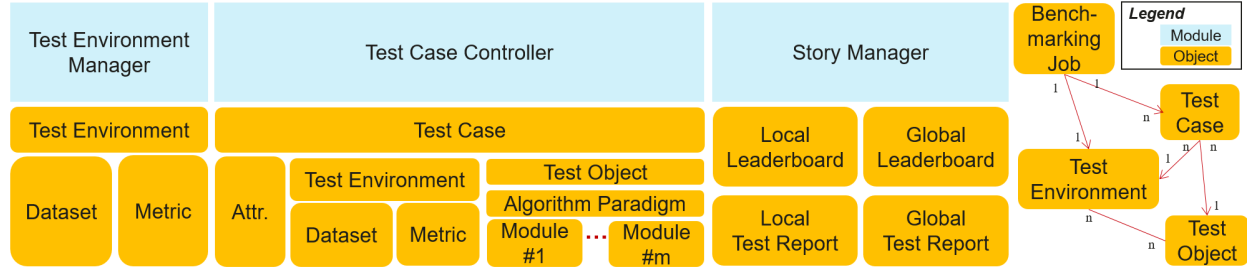 Test Environment
Manager
Test Case Controller
Story Manager
Test Environment
Dataset
Metric
Test Case
Attr.
Test Environment
Dataset
Metric
Test Object
Algorithm Paradigm
Module
#1
Module
#m
Local
Leaderboard
Global
Leaderboard
Local
Test Report
Global
Test Report
Bench-
marking
Job
Legend
Module
Object
1
1
n
1
Test
Case
n
n
1
1
Test
Environment
n
n
Test
Object